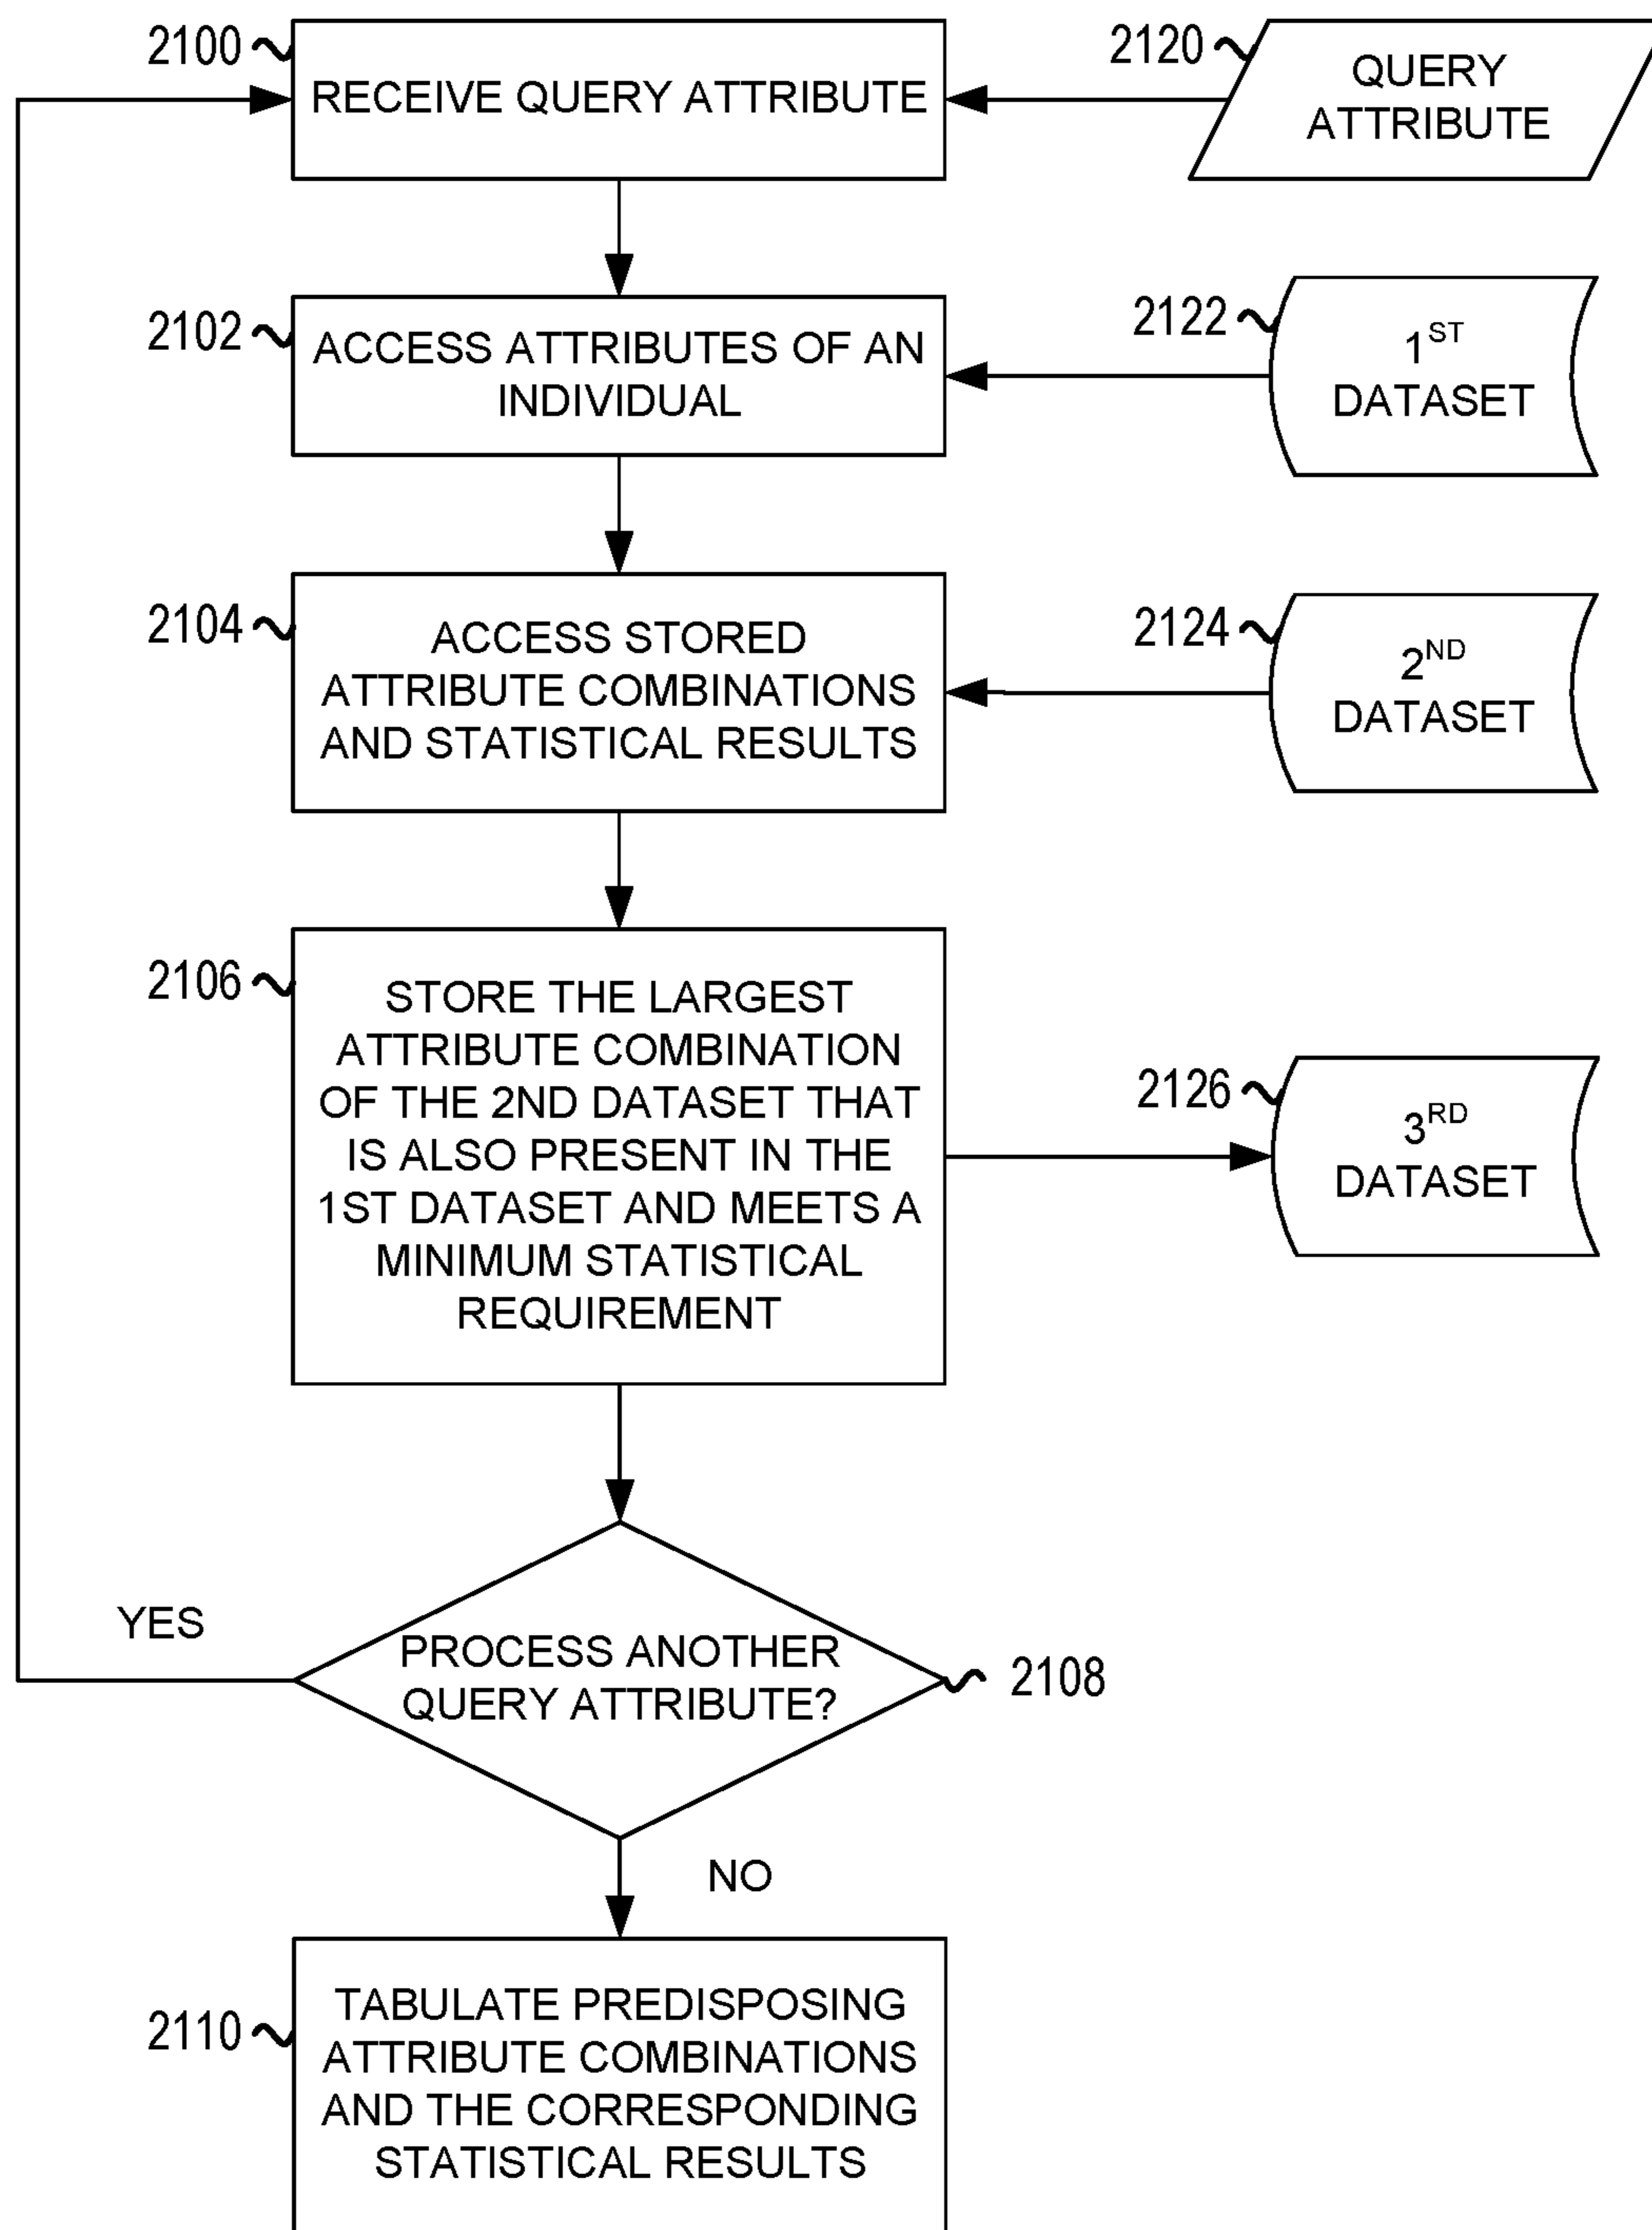 2100
RECEIVE QUERY ATTRIBUTE
2120
QUERY
ATTRIBUTE
2102
ACCESS ATTRIBUTES OF AN
INDIVIDUAL
2122
1ST
DATASET
2104
ACCESS STORED
ATTRIBUTE COMBINATIONS
AND STATISTICAL RESULTS
2124
2ND
DATASET
2106
STORE THE LARGEST
ATTRIBUTE COMBINATION
OF THE 2ND DATASET THAT
IS ALSO PRESENT IN THE
1ST DATASET AND MEETS A
MINIMUM STATISTICAL
REQUIREMENT
2126
3RD
DATASET
YES
PROCESS ANOTHER
QUERY ATTRIBUTE?
2108
NO
2110
TABULATE PREDISPOSING
ATTRIBUTE COMBINATIONS
AND THE CORRESPONDING
STATISTICAL RESULTS